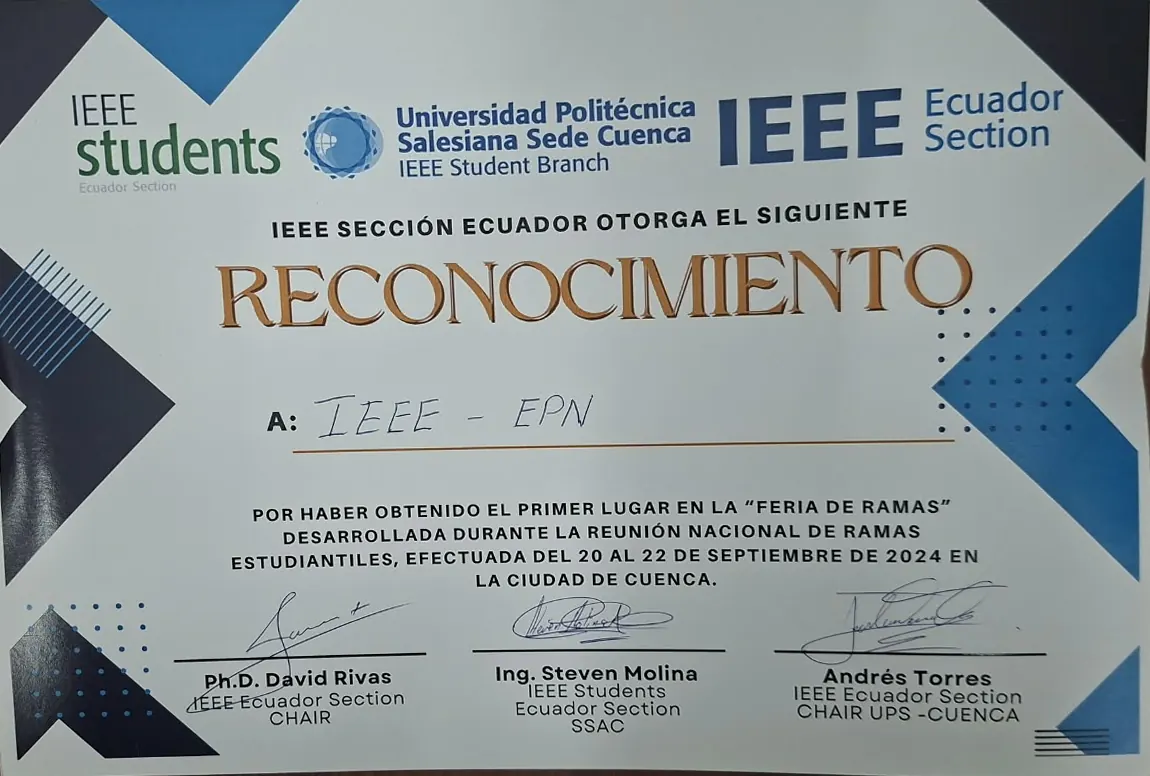 IEEE
students
Ecuador Section
Universidad Politécnica
Salesiana Sede Cuenca
IEEE Student Branch
IEEE
Ecuador
Section
IEEE SECCIÓN ECUADOR OTORGA EL SIGUIENTE
RECONOCIMIENTO
A: IEEE - EPN
POR HABER OBTENIDO EL PRIMER LUGAR EN LA “FERIA DE RAMAS”
DESARROLLADA DURANTE LA REUNIÓN NACIONAL DE RAMAS
ESTUDIANTILES, EFECTUADA DEL 20 AL 22 DE SEPTIEMBRE DE 2024 EN
LA CIUDAD DE CUENCA.
Ph.D. David Rivas
IEEE Ecuador Section
CHAIR
Ing. Steven Molina
IEEE Students
Ecuador Section
SSAC
Andrés Torres
IEEE Ecuador Section
CHAIR UPS -CUENCA